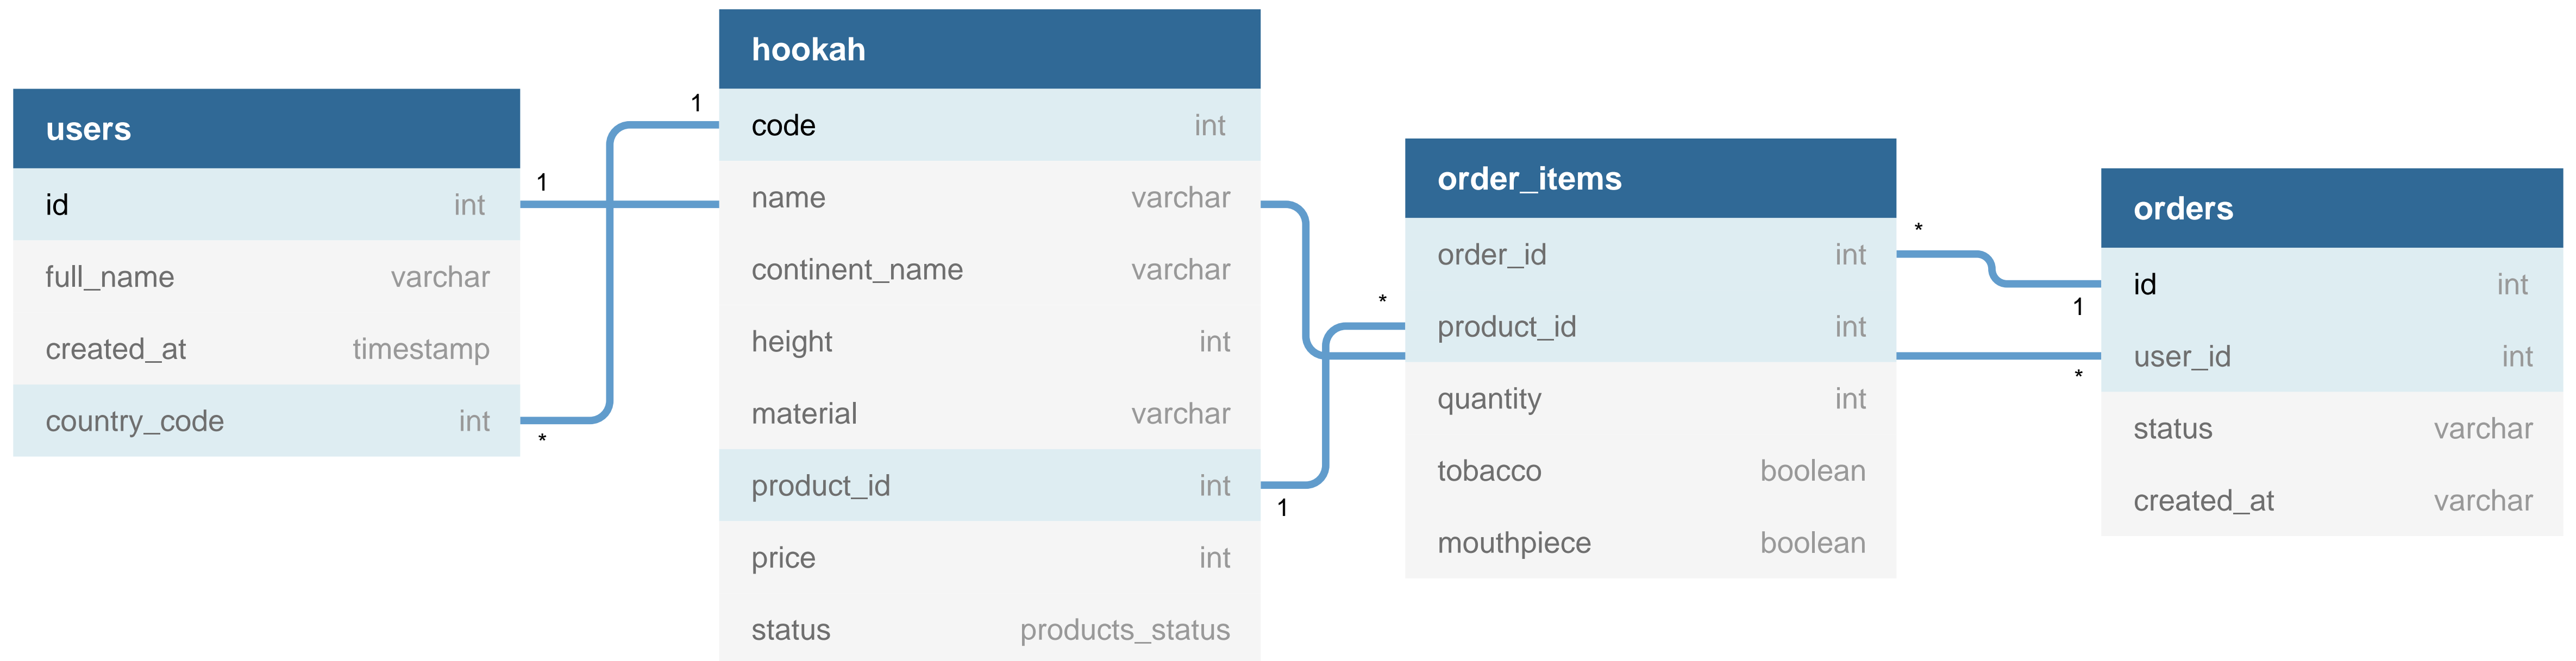 users
id int
full_name varchar
created_at timestamp
country_code int
1
*
1
hookah
code int
name varchar
continent_name varchar
height int
material varchar
product_id int
price int
status products_status
1
*
order_items
order_id int
product_id int
quantity int
tobacco boolean
mouthpiece boolean
*
1
*
orders
id int
user_id int
status varchar
created_at varchar